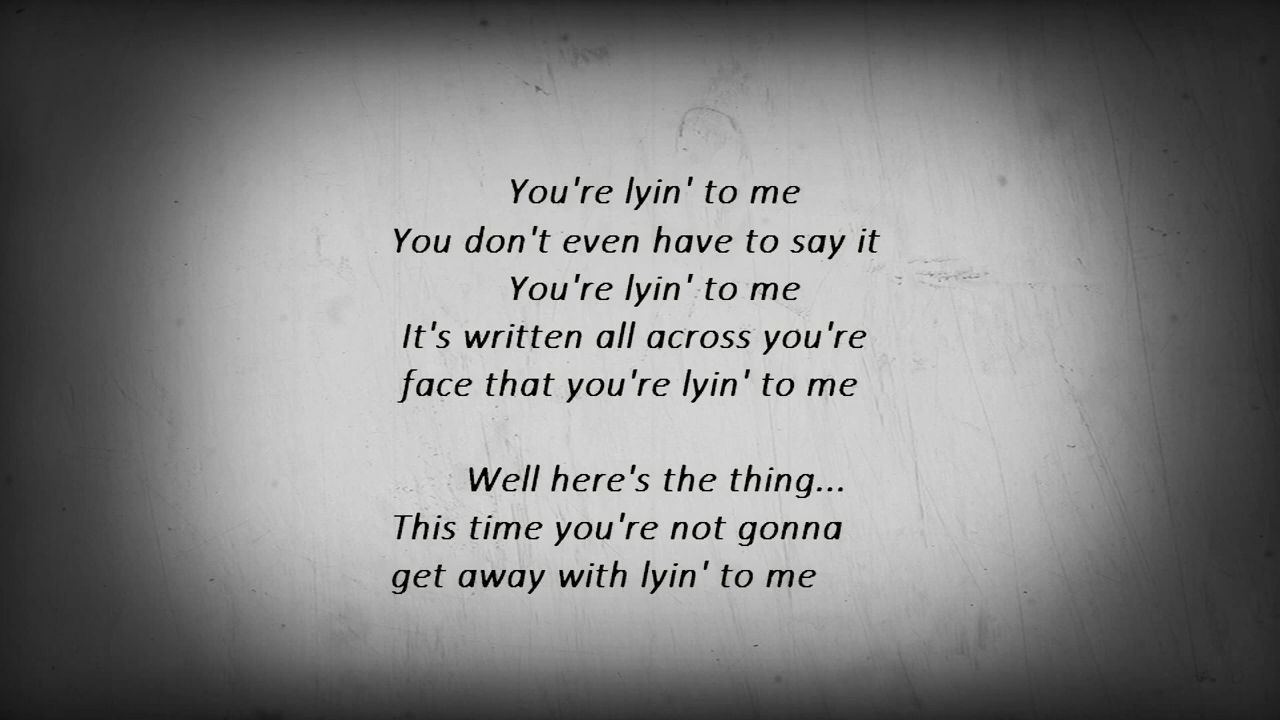 You're lyin' to me
You don't even have to say it
You're lyin' to me
It's written all across you're
face that you're lyin' to me
Well here's the thing...
This time you're not gonna
get away with lyin' to me